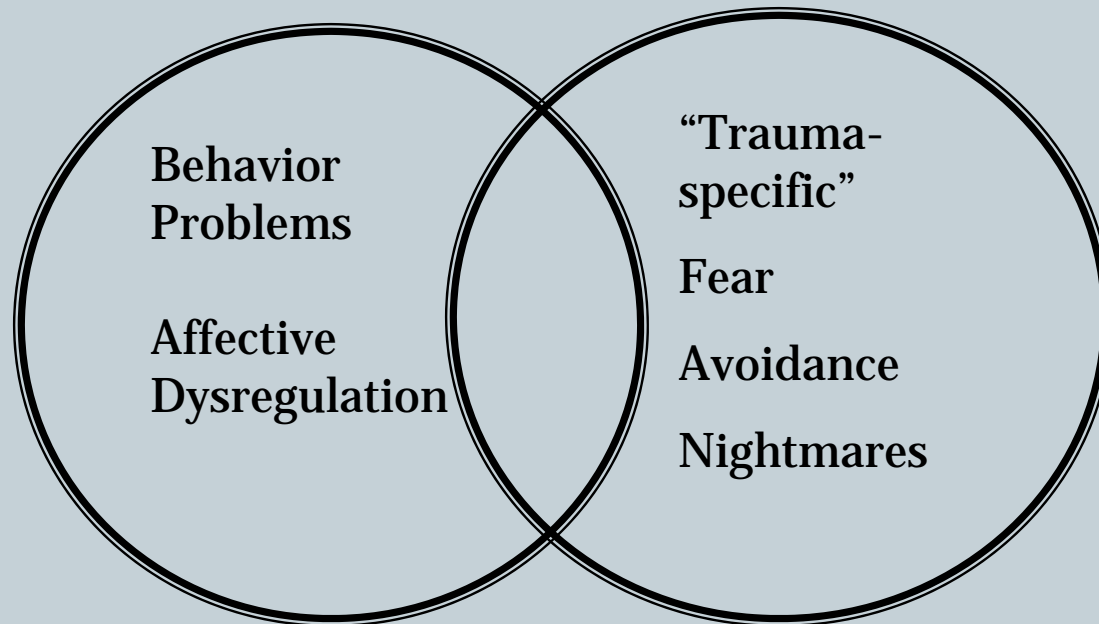 Behavior
Problems
Affective
Dysregulation
“Trauma-
specific”
Fear
Avoidance
Nightmares